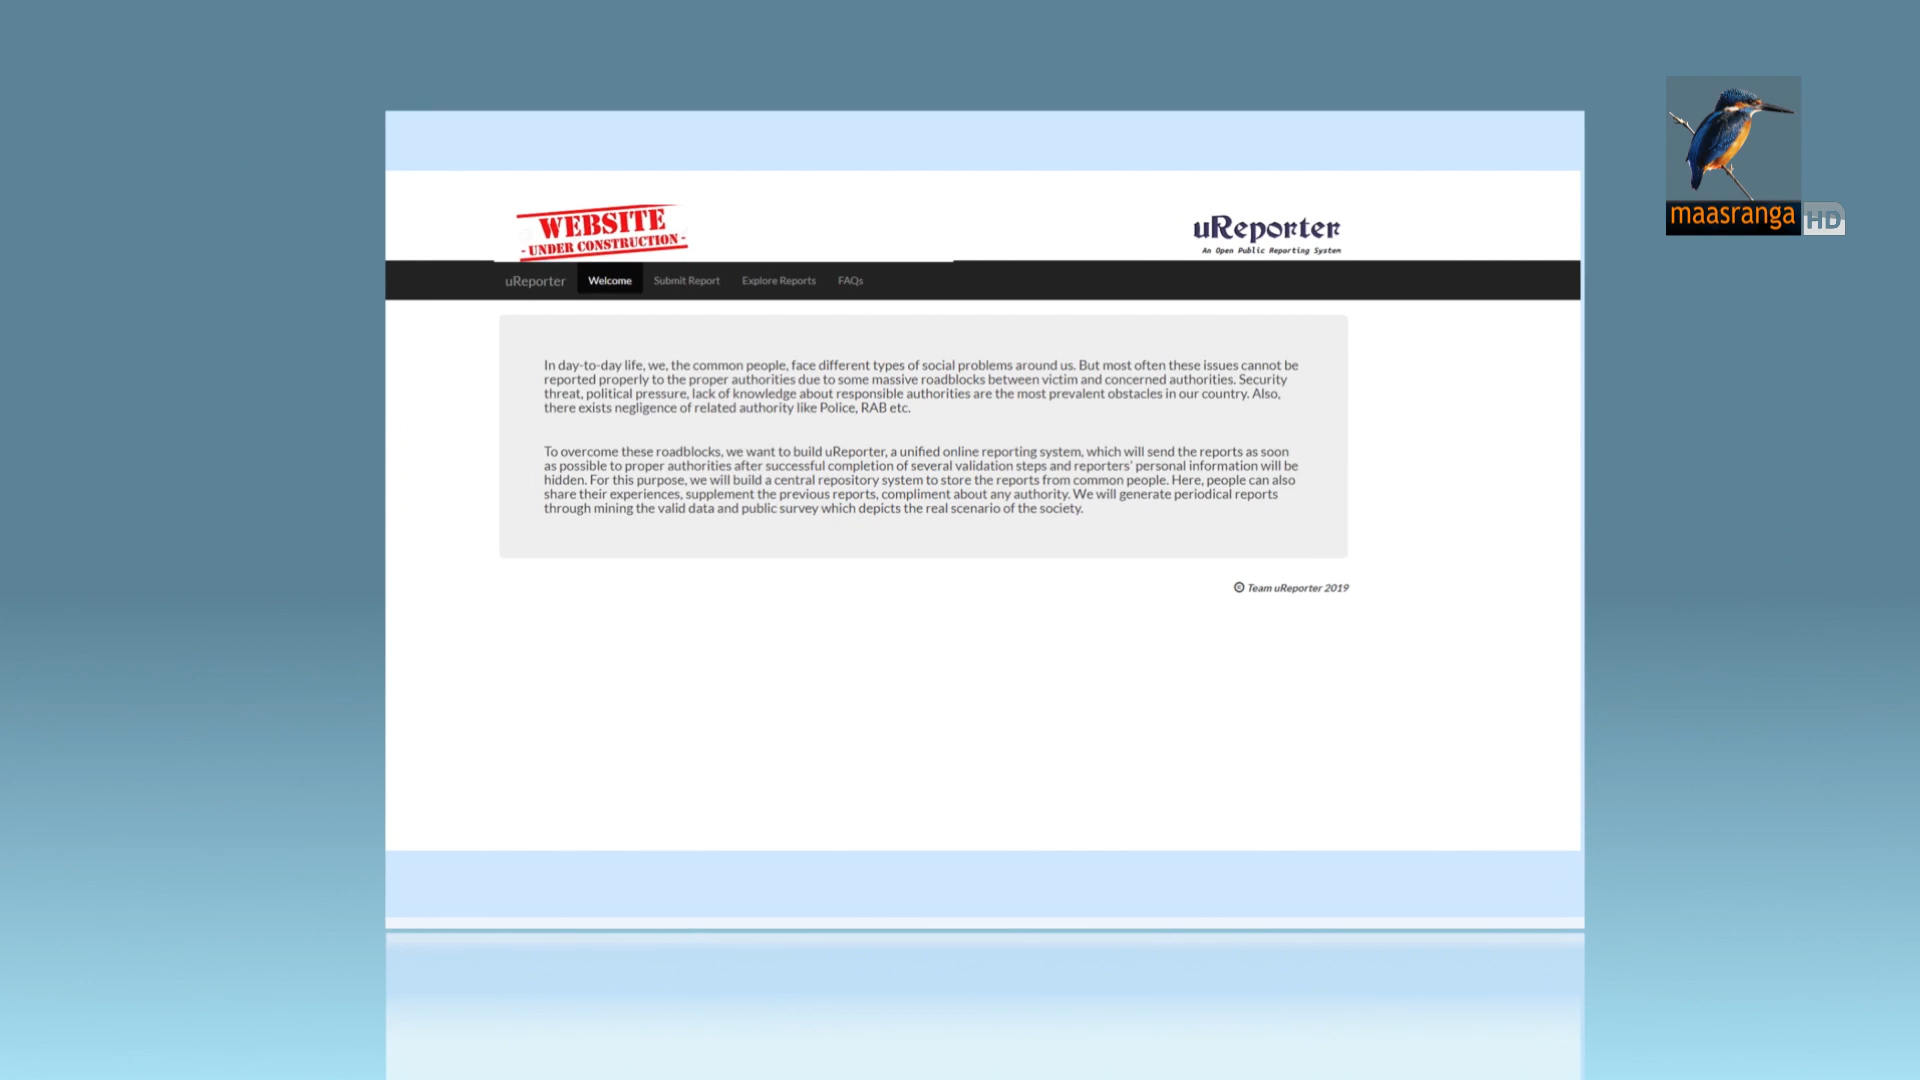 WEBSITE
- UNDER CONSTRUCTION -
uReporter
An Open Public Reporting System
maasranga HD
uReporter Welcome Submit Report Explore Reports FAQs
In day-to-day life, we, the common people, face different types of social problems around us. But most often these issues cannot be
reported properly to the proper authorities due to some massive roadblocks between victim and concerned authorities. Security
threat, political pressure, lack of knowledge about responsible authorities are the most prevalent obstacles in our country. Also,
there exists negligence of related authority like Police, RAB etc.
To overcome these roadblocks, we want to build uReporter, a unified online reporting system, which will send the reports as soon
as possible to proper authorities after successful completion of several validation steps and reporters' personal information will be
hidden. For this purpose, we will build a central repository system to store the reports from common people. Here, people can also
share their experiences, supplement the previous reports, compliment about any authority. We will generate periodical reports
through mining the valid data and public survey which depicts the real scenario of the society.
© Team uReporter 2019